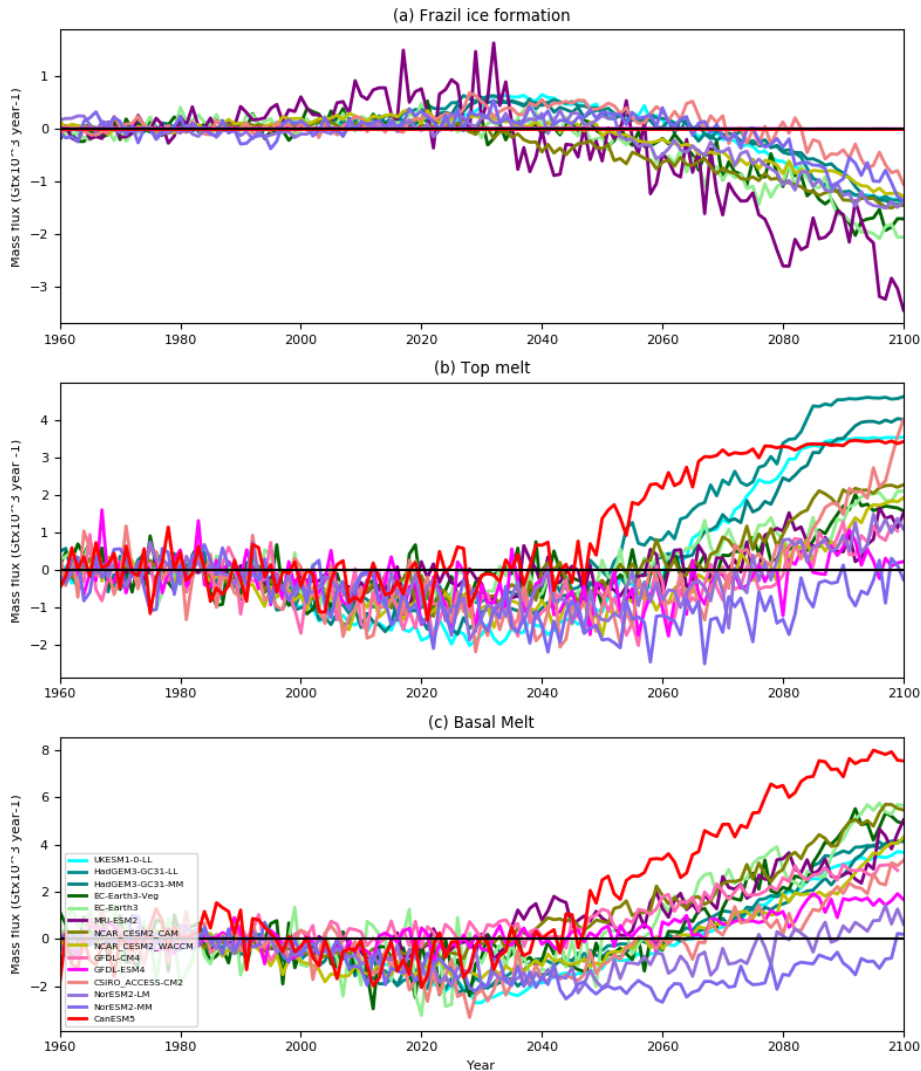 (a) Frazil ice formation
Mass flux (Gtx10^3 year-1)
1
0
−1
−2
−3
1960 1980 2000 2020 2040 2060 2080 2100
(b) Top melt
Mass flux (Gtx10^3 year -1)
4
3
2
1
0
−1
−2
1960 1980 2000 2020 2040 2060 2080 2100
(c) Basal Melt
Mass flux (Gtx10^3 year-1)
8
6
4
2
0
−2
UKESM1-0-LL
HadGEM3-GC31-LL
HadGEM3-GC31-MM
EC-Earth3-Veg
EC-Earth3
MRI-ESM2
NCAR_CESM2_CAM
NCAR_CESM2_WACCM
GFDL-CM4
GFDL-ESM4
CSIRO_ACCESS-CM2
NorESM2-LM
NorESM2-MM
CanESM5
1960 1980 2000 2020 2040 2060 2080 2100
Year